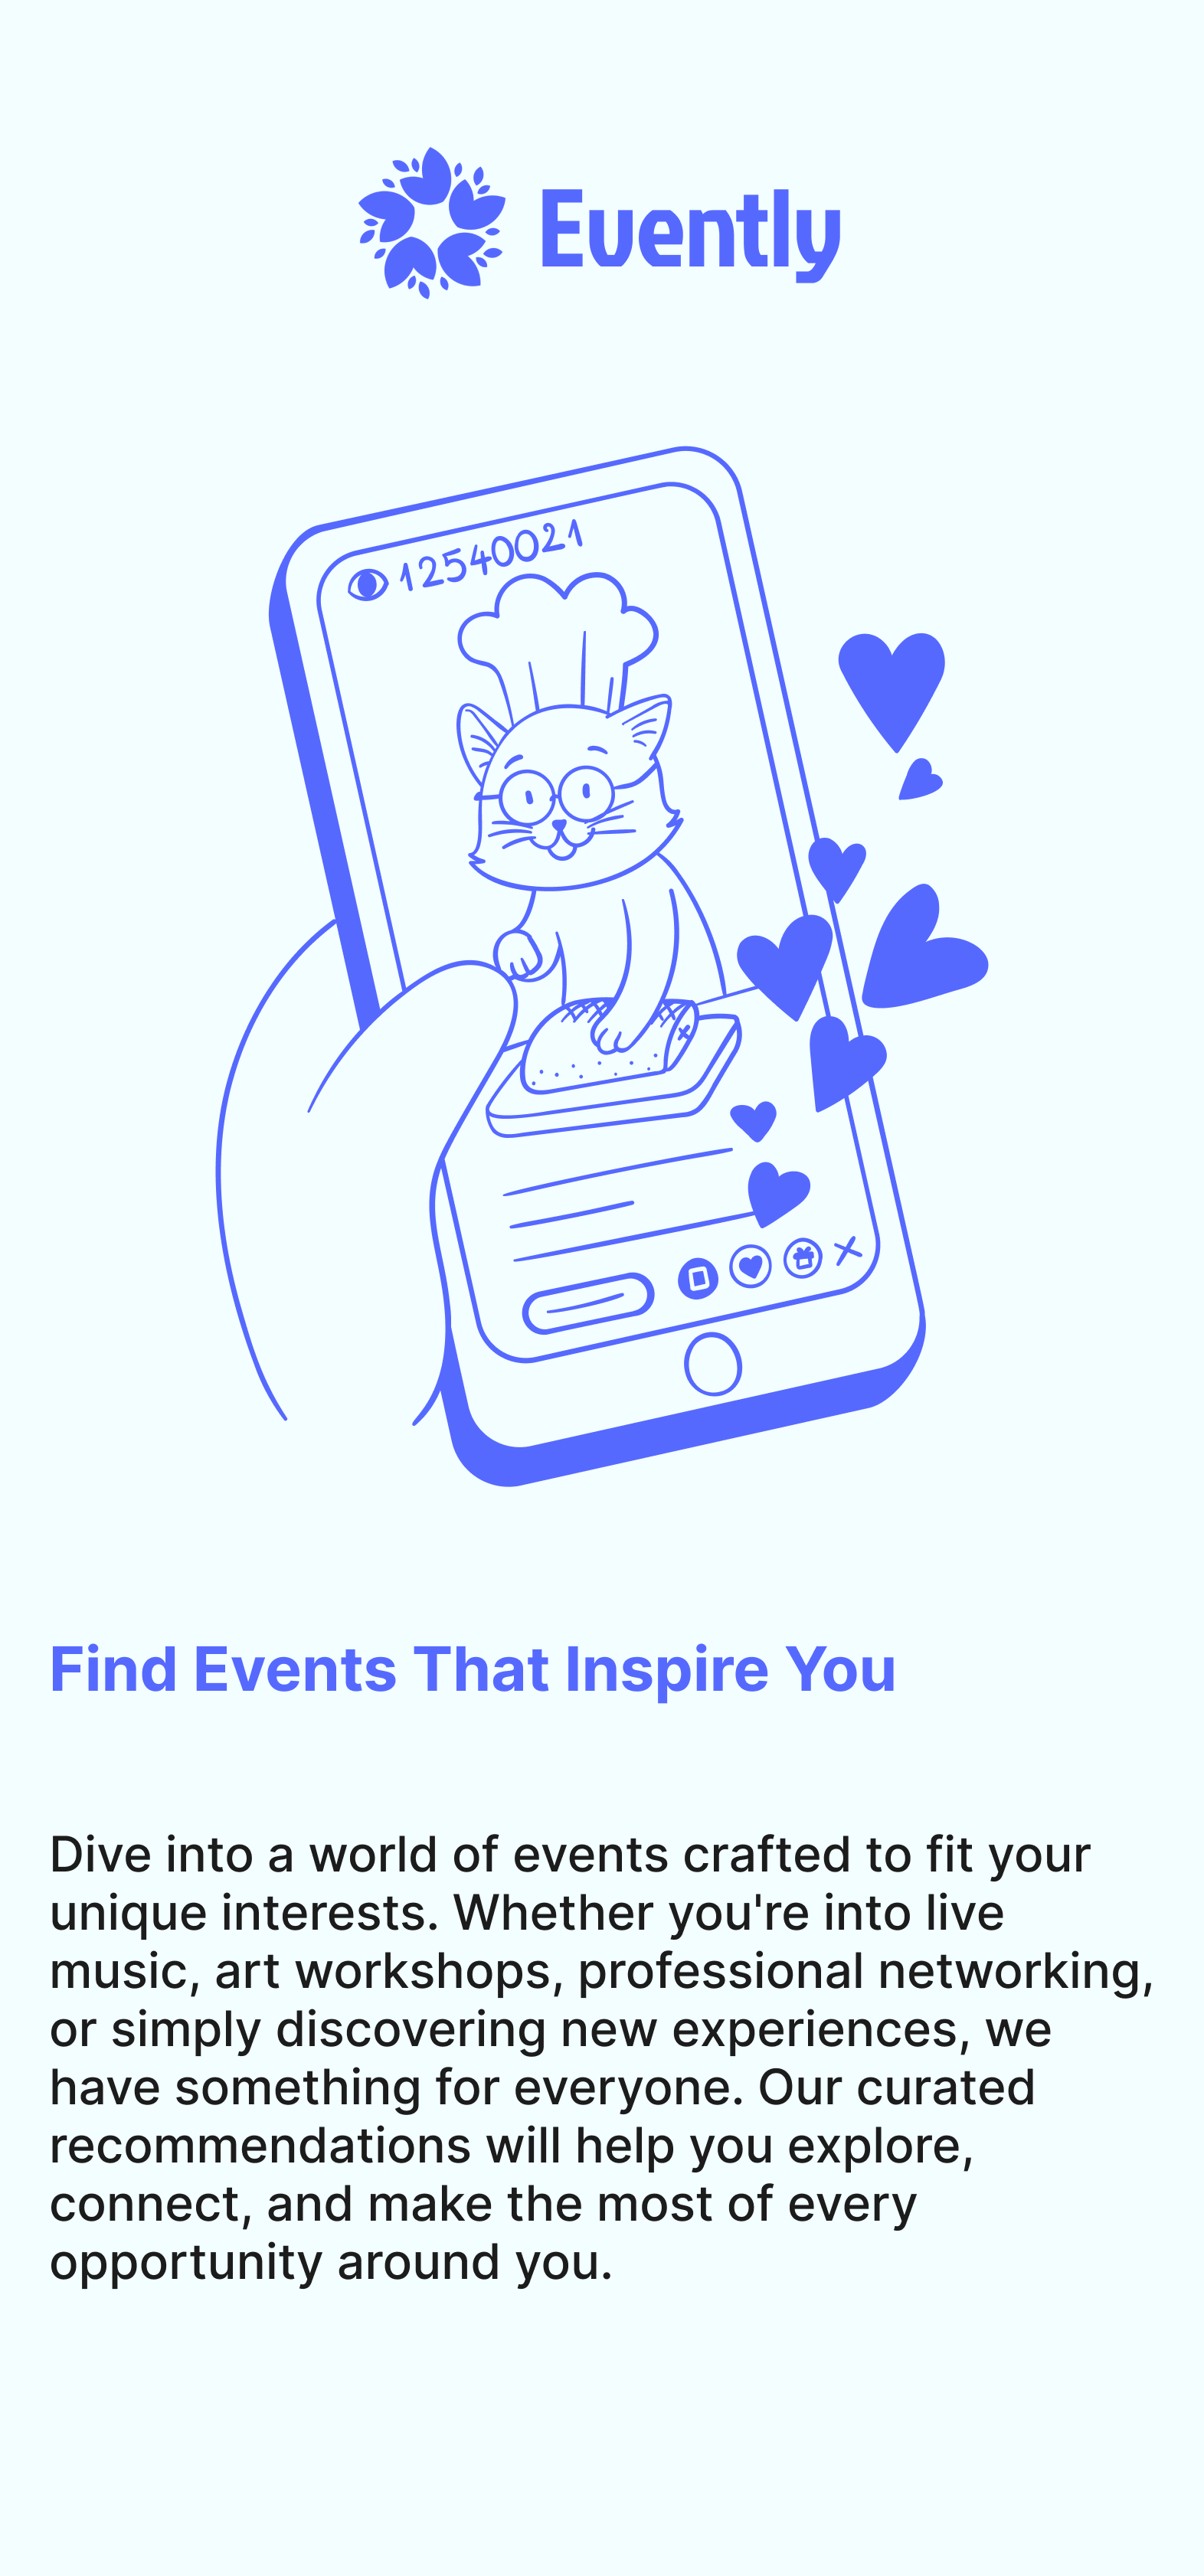 Evently
12540021
Find Events That Inspire You
Dive into a world of events crafted to fit your
unique interests. Whether you're into live
music, art workshops, professional networking,
or simply discovering new experiences, we
have something for everyone. Our curated
recommendations will help you explore,
connect, and make the most of every
opportunity around you.